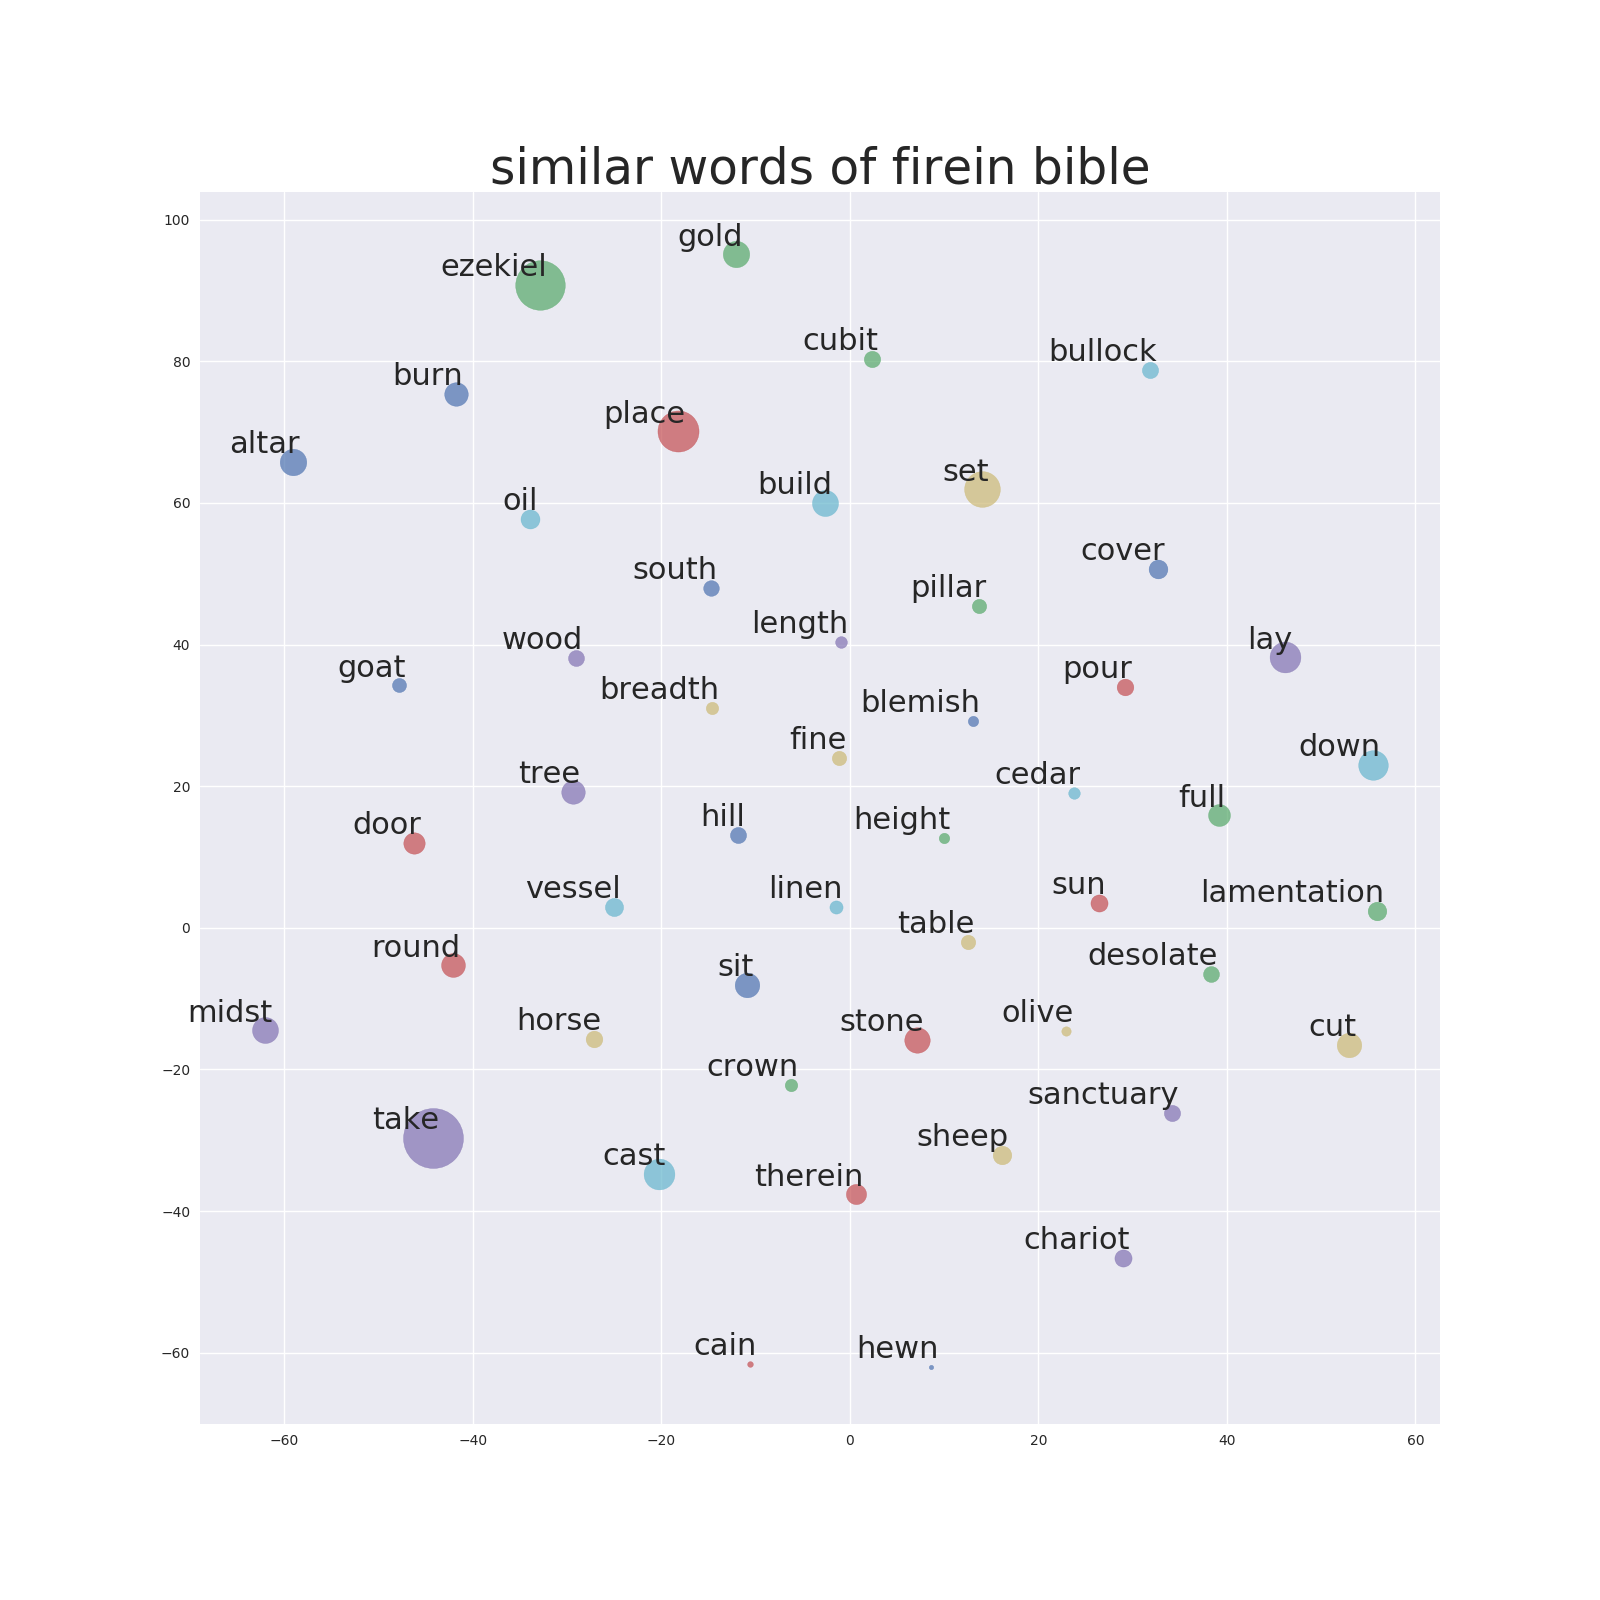 similar words of firein bible
100
gold
ezekiel
cubit
bullock
80
burn
place
altar
set
build
60
oil
cover
south
pillar
length
40
wood
lay
goat
pour
breadth
blemish
fine
down
tree
cedar
20
full
door
hill
height
vessel
linen
sun
lamentation
table
0
round
desolate
sit
midst
horse
stone
olive
cut
−20
crown
sanctuary
take
sheep
cast
therein
−40
chariot
cain
hewn
−60
−60 −40 −20 0 20 40 60